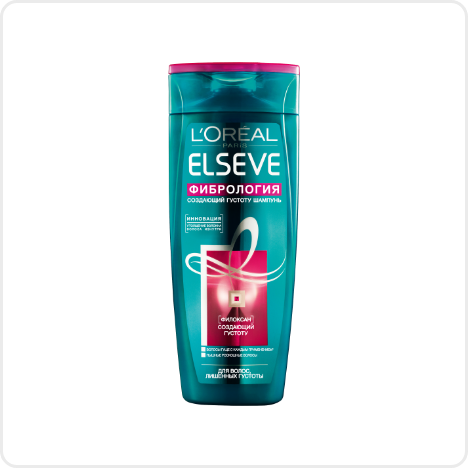 L'ORÉAL
PARIS
ELSEVE
ФИБРОЛОГИЯ
СОЗДАЮЩИЙ ГУСТОТУ ШАМПУНЬ
ИННОВАЦИЯ
ФИЛОКСАН
СОЗДАЮЩИЙ
ГУСТОТУ
ДЛЯ ВОЛОС,
ЛИШЕННЫХ ГУСТОТЫ